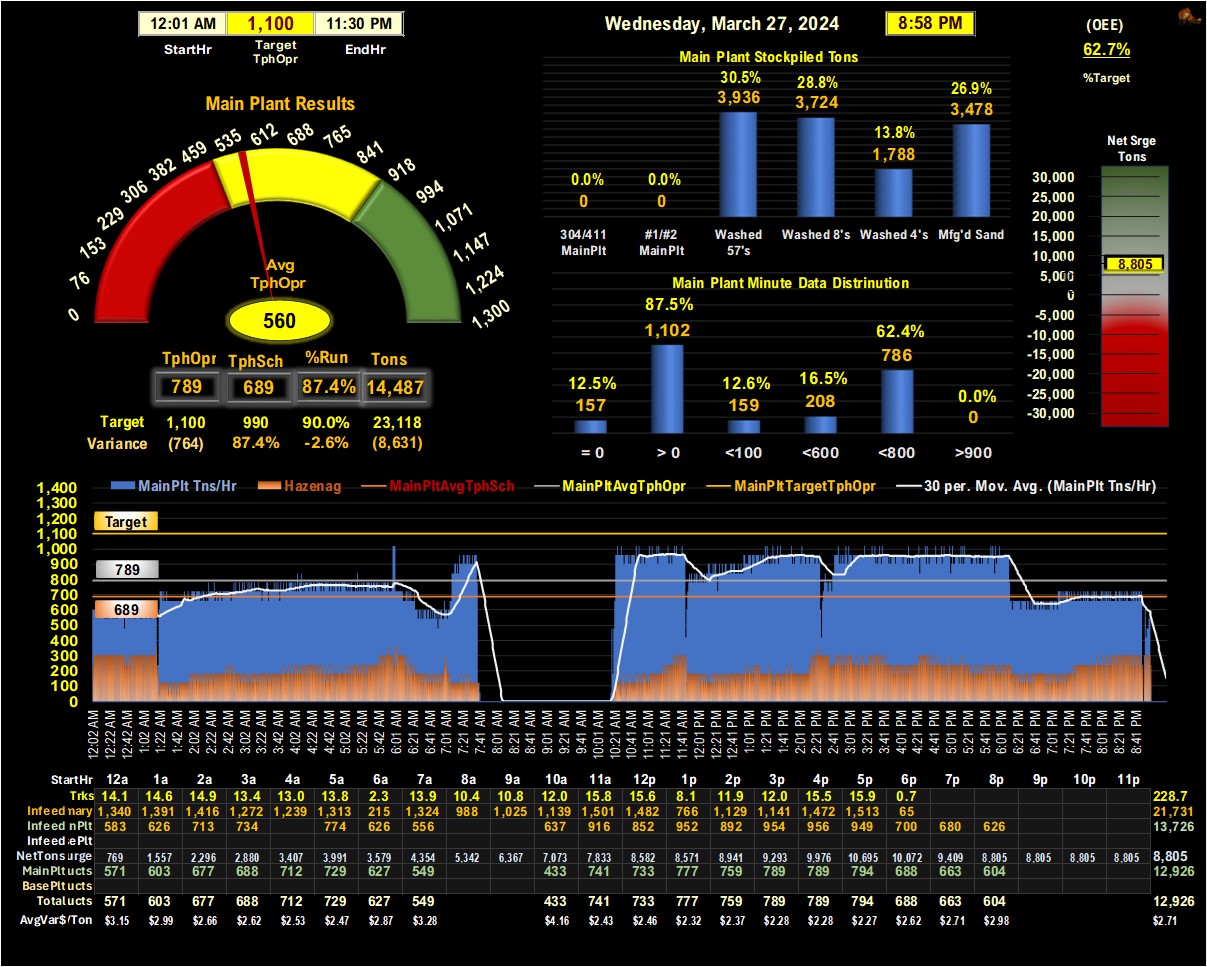 12:01 AM 1,100 11:30 PM
StartHr Target TphOpr EndHr
Wednesday, March 27, 2024 8:58 PM
(OEE)
62.7%
%Target
Main Plant Results
0 76 153 229 306 382 459 535 612 688 765 841 918 994 1,071 1,147 1,224 1,300
Avg
TphOpr
560
TphOpr TphSch %Run Tons
789 689 87.4% 14,487
Target 1,100 990 90.0% 23,118
Variance (764) 87.4% -2.6% (8,631)
Main Plant Stockpiled Tons
0.0% 0.0% 30.5% 28.8% 13.8% 26.9%
0 0 3,936 3,724 1,788 3,478
304/411 #1/#2 Washed Washed 8's Washed 4's Mfg'd Sand
MainPlt MainPlt 57's
Main Plant Minute Data Distrinution
12.5% 87.5% 12.6% 16.5% 62.4% 0.0%
157 1,102 159 208 786 0
= 0 > 0 <100 <600 <800 >900
Net Srge
Tons
30,000
25,000
20,000
15,000
10,000
8,805
5,000
0
-5,000
-10,000
-15,000
-20,000
-25,000
-30,000
MainPlt Tns/Hr Hazenag MainPltAvgTphSch MainPltAvgTphOpr MainPltTargetTphOpr 30 per. Mov. Avg. (MainPlt Tns/Hr)
1,400
1,300
1,200
1,100
1,000
900
800
700
600
500
400
300
200
100
0
Target
789
689
12:02 AM 12:22 AM 12:42 AM 1:02 AM 1:22 AM 1:42 AM 2:02 AM 2:22 AM 2:42 AM 3:02 AM 3:22 AM 3:42 AM 4:02 AM 4:22 AM 4:42 AM 5:02 AM 5:22 AM 5:42 AM 6:01 AM 6:21 AM 6:41 AM 7:01 AM 7:21 AM 7:41 AM 8:01 AM 8:21 AM 8:41 AM 9:01 AM 9:21 AM 9:41 AM 10:01 AM 10:21 AM 10:41 AM 11:01 AM 11:21 AM 11:41 AM 12:01 PM 12:21 PM 12:41 PM 1:01 PM 1:21 PM 1:41 PM 2:01 PM 2:21 PM 2:41 PM 3:01 PM 3:21 PM 3:41 PM 4:01 PM 4:21 PM 4:41 PM 5:01 PM 5:21 PM 5:41 PM 6:01 PM 6:21 PM 6:41 PM 7:01 PM 7:21 PM 7:41 PM 8:01 PM 8:21 PM 8:41 PM
StartHr 12a 1a 2a 3a 4a 5a 6a 7a 8a 9a 10a 11a 12p 1p 2p 3p 4p 5p 6p 7p 8p 9p 10p 11p
Trks 14.1 14.6 14.9 13.4 13.0 13.8 2.3 13.9 10.4 10.8 12.0 15.8 15.6 8.1 11.9 12.0 15.5 15.9 0.7 228.7
Infeed nary 1,340 1,391 1,416 1,272 1,239 1,313 215 1,324 988 1,025 1,139 1,501 1,482 766 1,129 1,141 1,472 1,513 65 21,731
Infeed nPlt 583 626 713 734 774 626 556 637 916 852 952 892 954 956 949 700 680 626 13,726
Infeed ePlt
NetTons urge 769 1,557 2,296 2,880 3,407 3,991 3,579 4,354 5,342 6,367 7,073 7,833 8,582 8,571 8,941 9,293 9,976 10,695 10,072 9,409 8,805 8,805 8,805 8,805 8,805
MainPlt ucts 571 603 677 688 712 729 627 549 433 741 733 777 759 789 789 794 688 663 604 12,926
BasePlt ucts
Total ucts 571 603 677 688 712 729 627 549 433 741 733 777 759 789 789 794 688 663 604 12,926
AvgVar$/Ton $3.15 $2.99 $2.66 $2.62 $2.53 $2.47 $2.87 $3.28 $4.16 $2.43 $2.46 $2.32 $2.37 $2.28 $2.28 $2.27 $2.62 $2.71 $2.98 $2.71